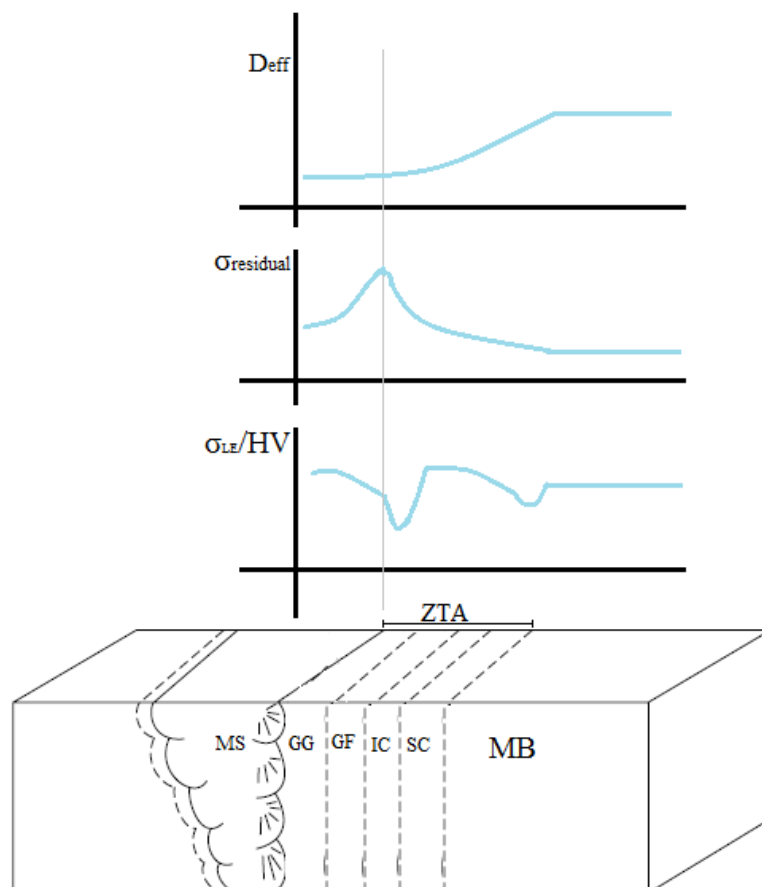 Deff
σresidual
σLE/HV
ZTA
MS GG GF IC SC MB